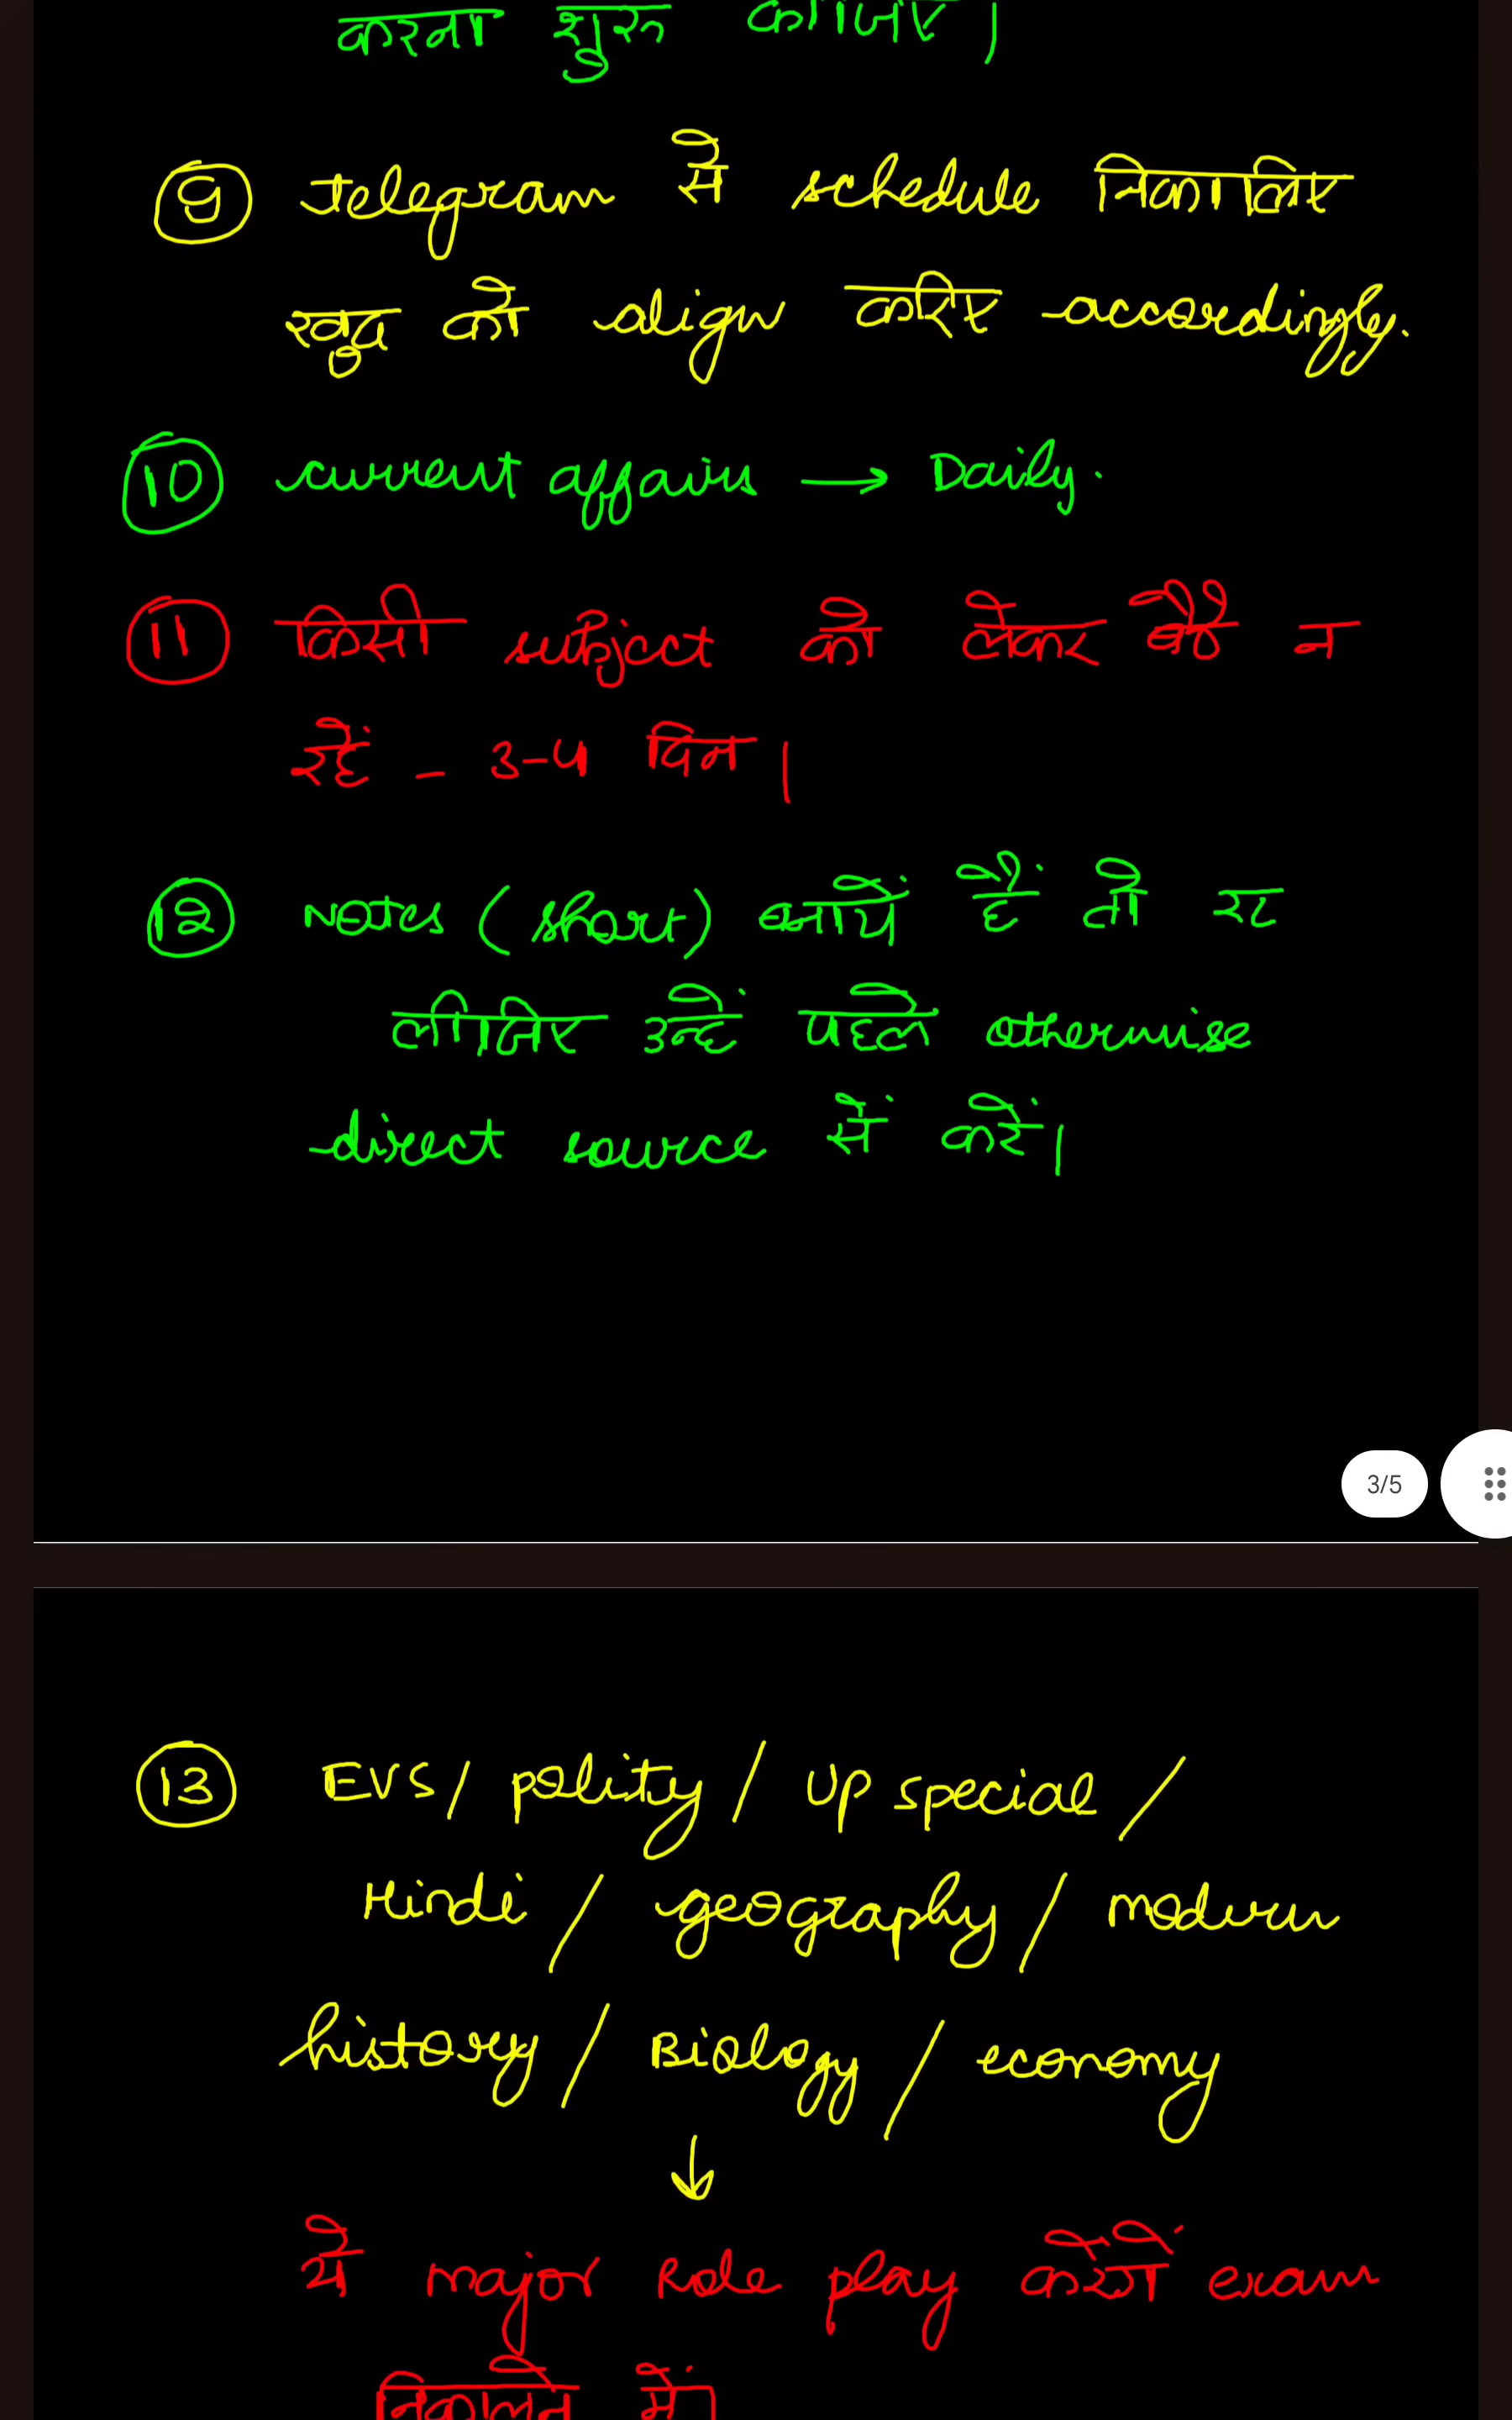 करना शुरू कीजिए।
9 Telegram से schedule निकालिए
खुद को align करिए accordingly.
10 current affairs → Daily.
11 किसी subject को लेकर बैठे न
रहें - 3-4 दिन।
12 Notes (short) बनायें हैं तो रट
लीजिए उन्हें पहले otherwise
direct source सें करें।
3/5
13 EVS / polity / UP special /
Hindi / geography / modern
history / Biology / economy
↓
ये major Role play करेगें exam
निकालने में।